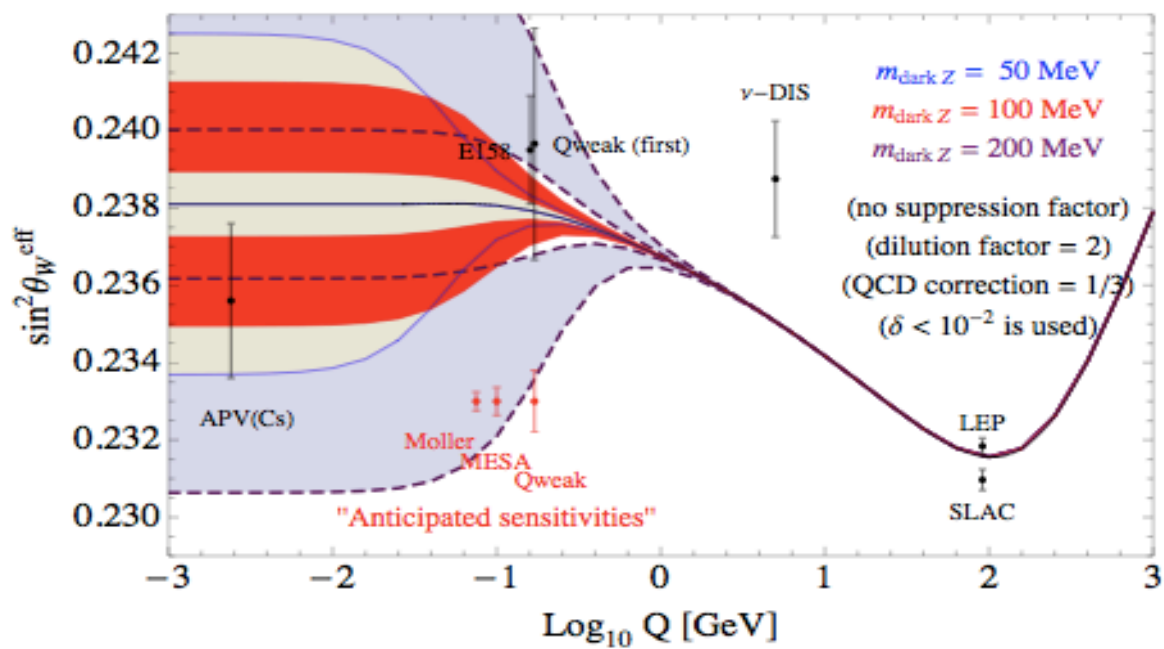 0.242
0.240
0.238
0.236
0.234
0.232
0.230
sin²θ_W^eff
−3
−2
−1
0
1
2
3
Log₁₀ Q [GeV]
m_dark Z = 50 MeV
m_dark Z = 100 MeV
m_dark Z = 200 MeV
(no suppression factor)
(dilution factor = 2)
(QCD correction = 1/3)
(δ < 10⁻² is used)
ν−DIS
E158
Qweak (first)
APV(Cs)
Moller
MESA
Qweak
"Anticipated sensitivities"
LEP
SLAC